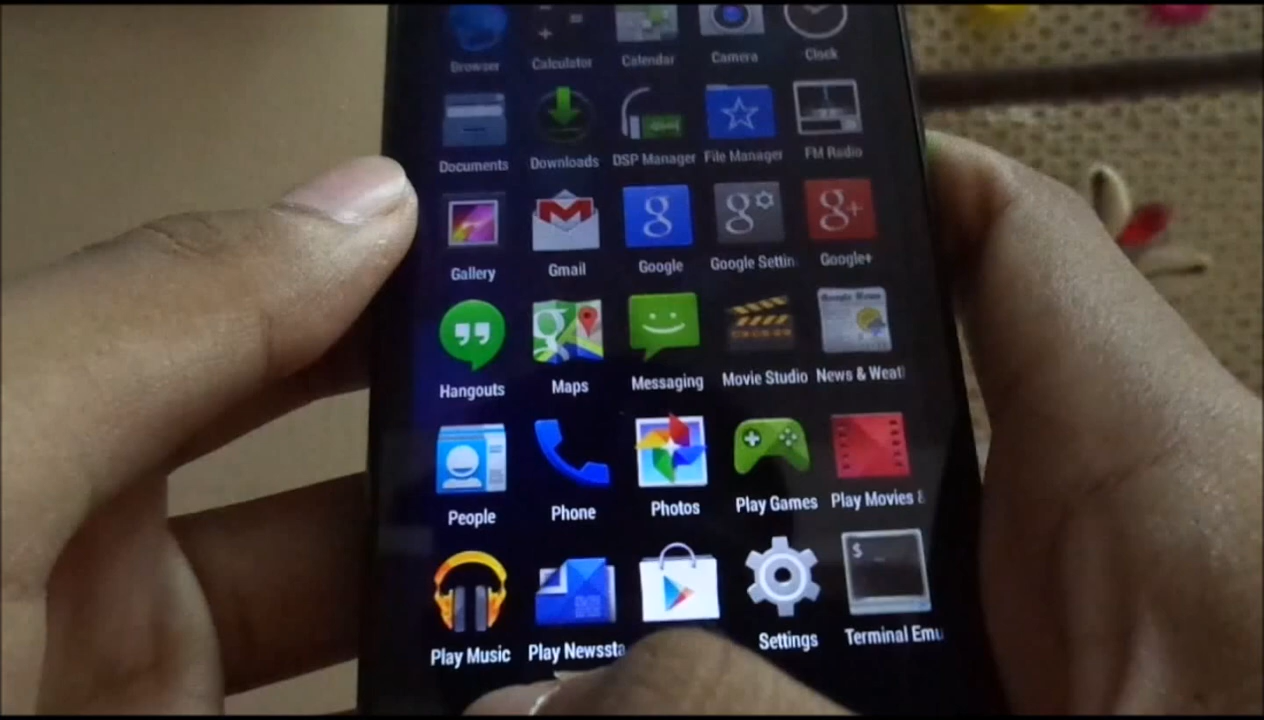 Browser Calculator Calendar Camera Clock
Documents Downloads DSP Manager File Manager FM Radio
Gallery Gmail Google Google Settin Google+
Hangouts Maps Messaging Movie Studio News & Weat
People Phone Photos Play Games Play Movies &
$ _
Play Music Play Newssta Settings Terminal Emu